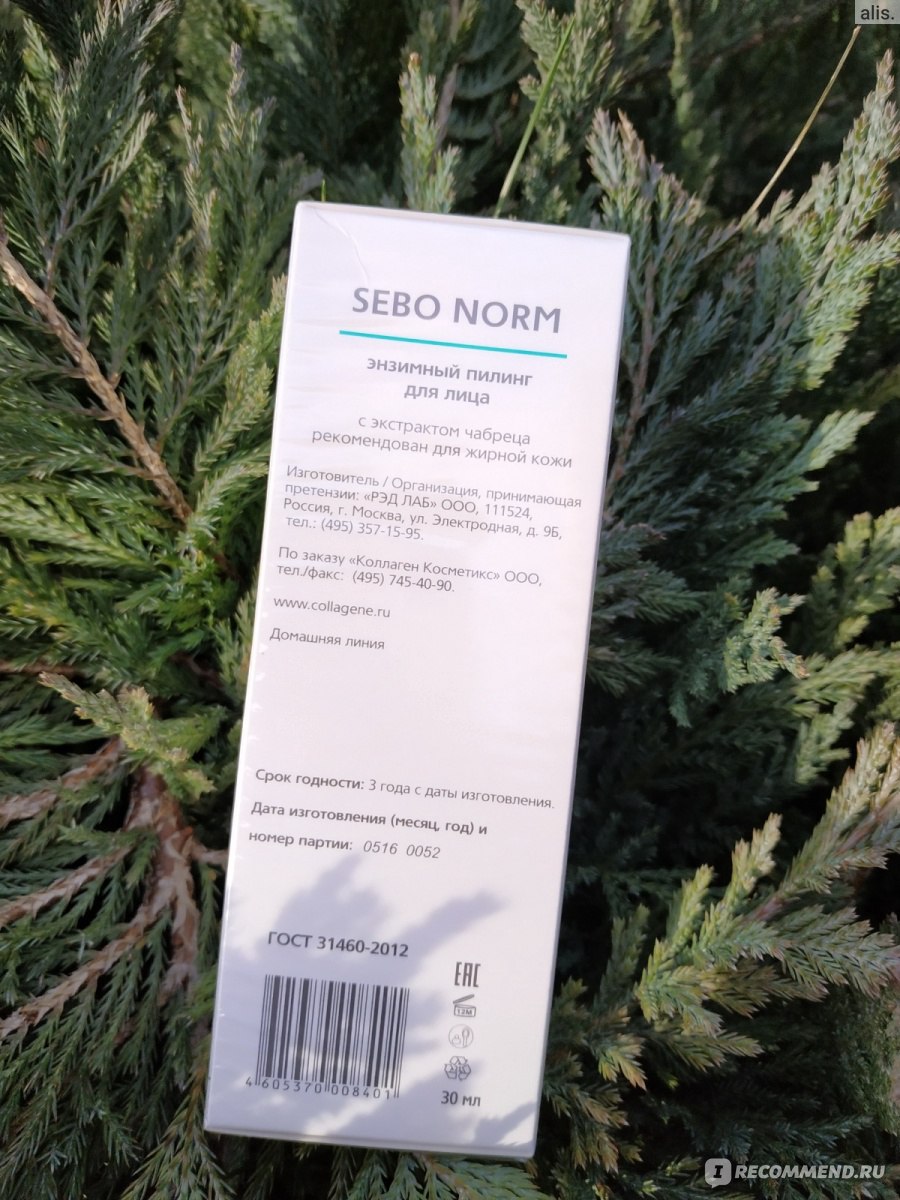 alis.
SEBO NORM
энзимный пилинг
для лица
с экстрактом чабреца
рекомендован для жирной кожи
Изготовитель / Организация, принимающая
претензии: «РЭД ЛАБ» ООО, 111524,
Россия, г. Москва, ул. Электродная, д. 9Б,
тел.: (495) 357-15-95.
По заказу «Коллаген Косметикс» ООО,
тел./факс: (495) 745-40-90.
www.collagene.ru
Домашняя линия
Срок годности: 3 года с даты изготовления.
Дата изготовления (месяц, год) и
номер партии: 0516 0052
ГОСТ 31460-2012
EAC
12M
4 605370 008401
30 мл
IRECOMMEND.RU